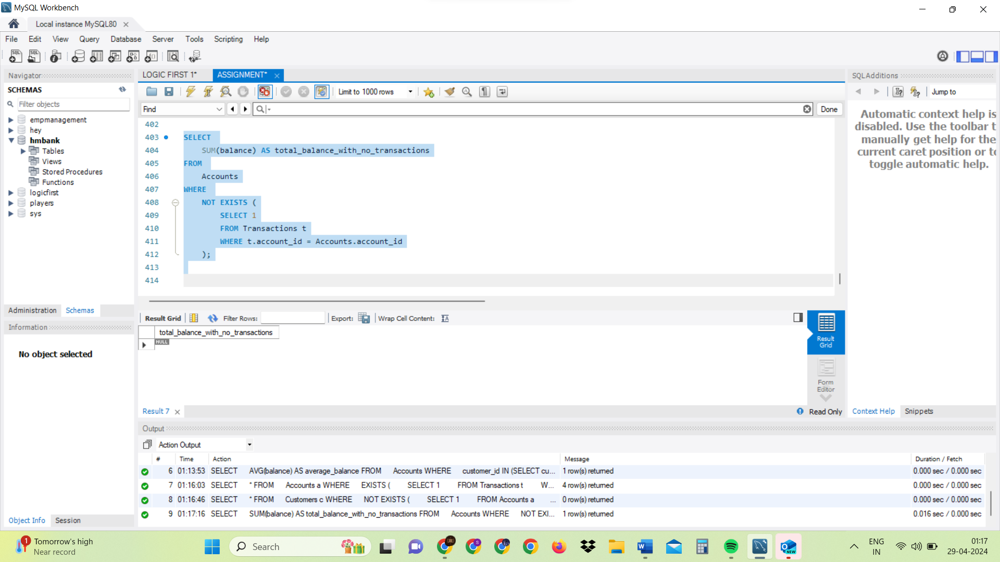 MySQL Workbench
Local instance MySQL80
File Edit View Query Database Server Tools Scripting Help
Navigator
SCHEMAS
Filter objects
empmanagement
hey
hmbank
Tables
Views
Stored Procedures
Functions
logicfirst
players
sys
Administration Schemas
Information
No object selected
Object Info Session
LOGIC FIRST 1* ASSIGNMENT*
Limit to 1000 rows
Find Done
402
403 SELECT
404 SUM(balance) AS total_balance_with_no_transactions
405 FROM
406 Accounts
407 WHERE
408 NOT EXISTS (
409 SELECT 1
410 FROM Transactions t
411 WHERE t.account_id = Accounts.account_id
412 );
413
414
Result Grid Filter Rows: Export: Wrap Cell Content:
total_balance_with_no_transactions
NULL
Result
Grid
Form
Editor
Result 7 Read Only
SQLAdditions
Jump to
Automatic context help is
disabled. Use the toolbar t
manually get help for the
current caret position or to
toggle automatic help.
Context Help Snippets
Output
Action Output
# Time Action Message Duration / Fetch
6 01:13:53 SELECT AVG(balance) AS average_balance FROM Accounts WHERE customer_id IN (SELECT cu... 1 row(s) returned 0.000 sec / 0.000 sec
7 01:16:03 SELECT * FROM Accounts a WHERE EXISTS ( SELECT 1 FROM Transactions t W... 4 row(s) returned 0.000 sec / 0.000 sec
8 01:16:46 SELECT * FROM Customers c WHERE NOT EXISTS ( SELECT 1 FROM Accounts a ... 0 row(s) returned 0.000 sec / 0.000 sec
9 01:17:16 SELECT SUM(balance) AS total_balance_with_no_transactions FROM Accounts WHERE NOT EXI... 1 row(s) returned 0.016 sec / 0.000 sec
1
Tomorrow's high
Near record
Search
ENG
IN
01:17
29-04-2024